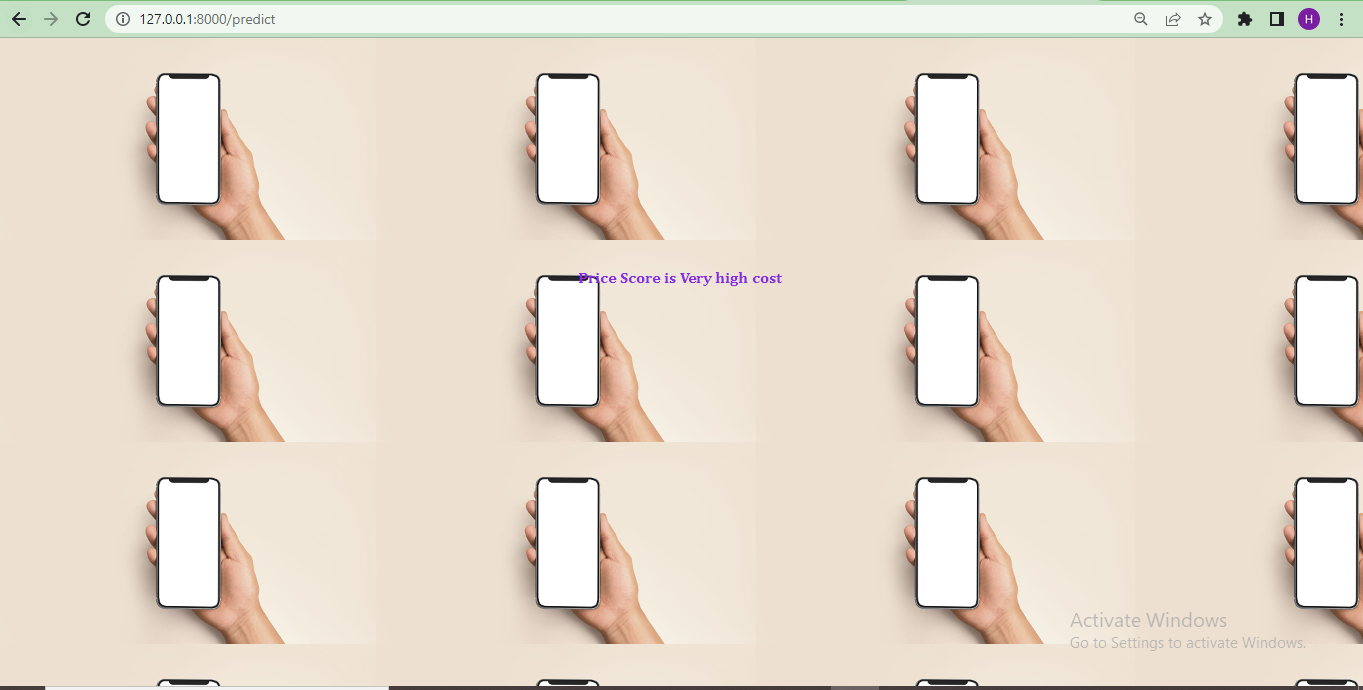 127.0.0.1:8000/predict
H
Price Score is Very high cost
Activate Windows
Go to Settings to activate Windows.